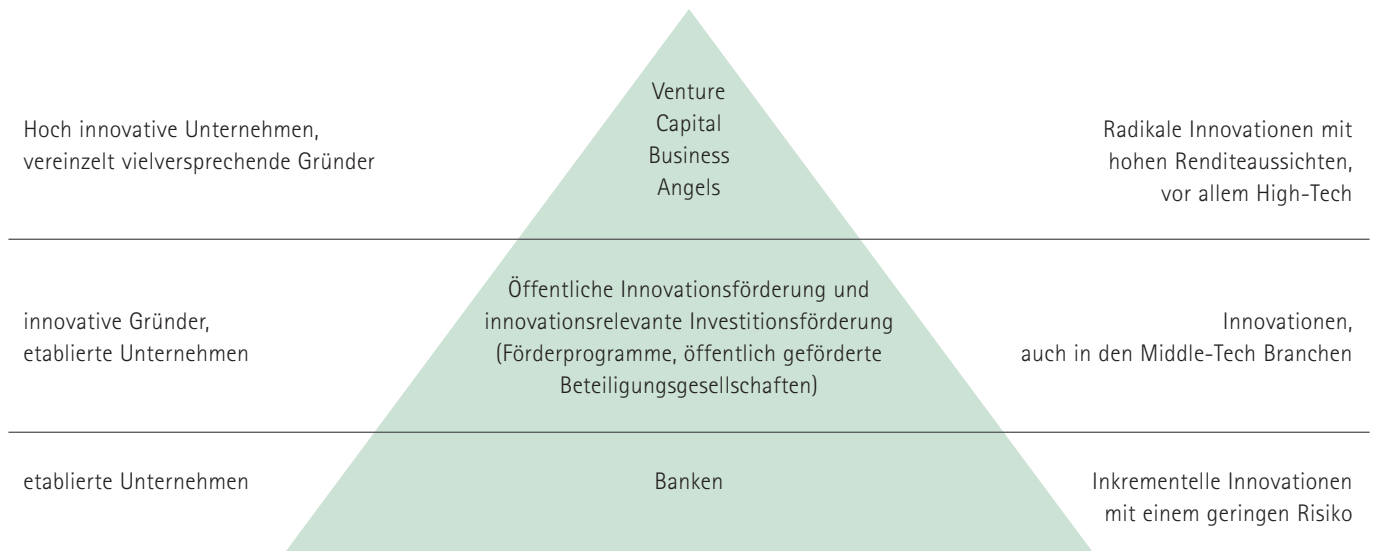 Hoch innovative Unternehmen,
vereinzelt vielversprechende Gründer
Venture
Capital
Business
Angels
Radikale Innovationen mit
hohen Renditeaussichten,
vor allem High-Tech
innovative Gründer,
etablierte Unternehmen
Öffentliche Innovationsförderung und
innovationsrelevante Investitionsförderung
(Förderprogramme, öffentlich geförderte
Beteiligungsgesellschaften)
Innovationen,
auch in den Middle-Tech Branchen
etablierte Unternehmen
Banken
Inkrementelle Innovationen
mit einem geringen Risiko